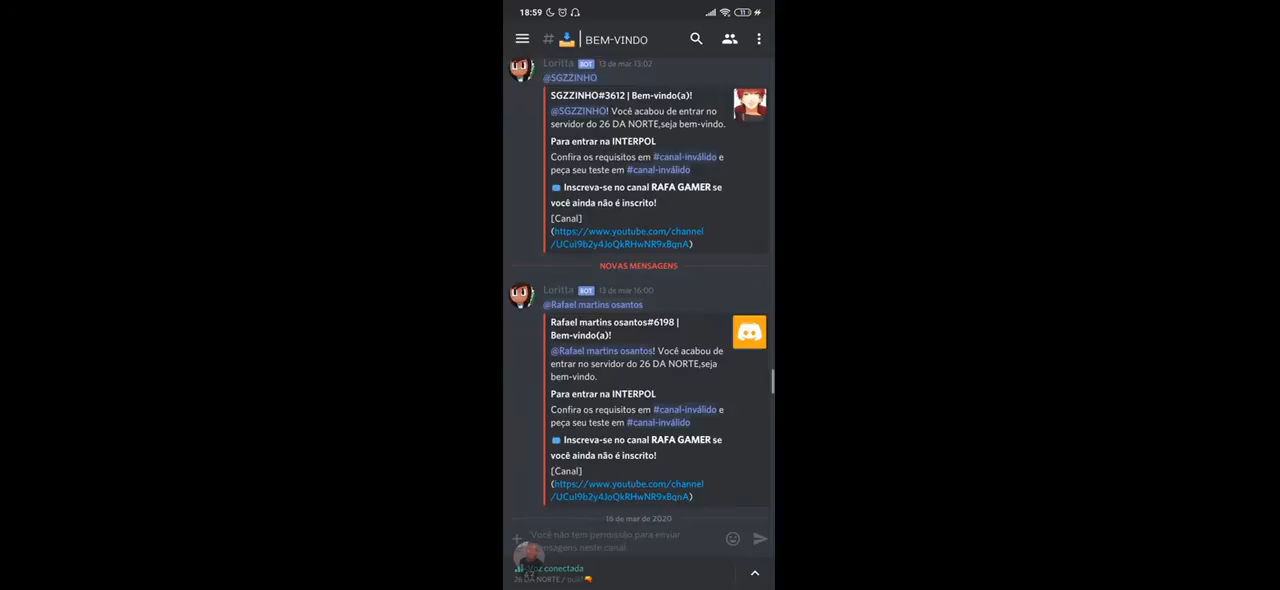 18:59 11
# | BEM-VINDO
Loritta BOT 13 de mar 13:02
@SGZZINHO
SGZZINHO#3612 | Bem-vindo(a)!
@SGZZINHO! Você acabou de entrar no
servidor do 26 DA NORTE,seja bem-vindo.
Para entrar na INTERPOL
Confira os requisitos em #canal-inválido e
peça seu teste em #canal-inválido
Inscreva-se no canal RAFA GAMER se
você ainda não é inscrito!
[Canal]
(https://www.youtube.com/channel
/UCuI9b2y4JoQkRHwNR9xBqnA)
NOVAS MENSAGENS
Loritta BOT 13 de mar 16:00
@Rafael martins osantos
Rafael martins osantos#6198 |
Bem-vindo(a)!
@Rafael martins osantos! Você acabou de
entrar no servidor do 26 DA NORTE,seja
bem-vindo.
Para entrar na INTERPOL
Confira os requisitos em #canal-inválido e
peça seu teste em #canal-inválido
Inscreva-se no canal RAFA GAMER se
você ainda não é inscrito!
[Canal]
(https://www.youtube.com/channel
/UCuI9b2y4JoQkRHwNR9xBqnA)
16 de mar de 2020
Você não tem permissão para enviar
mensagens neste canal
Voz conectada
26 DA NORTE /